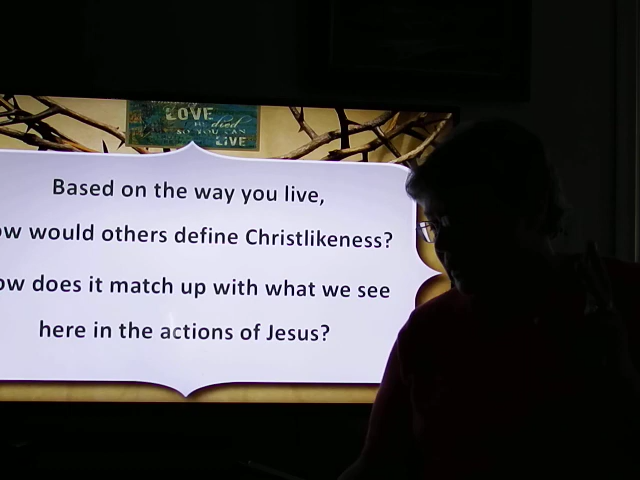 LOVE
HE died
SO YOU CAN
LIVE
Based on the way you live,
ow would others define Christlikeness?
ow does it match up with what we see
here in the actions of Jesus?